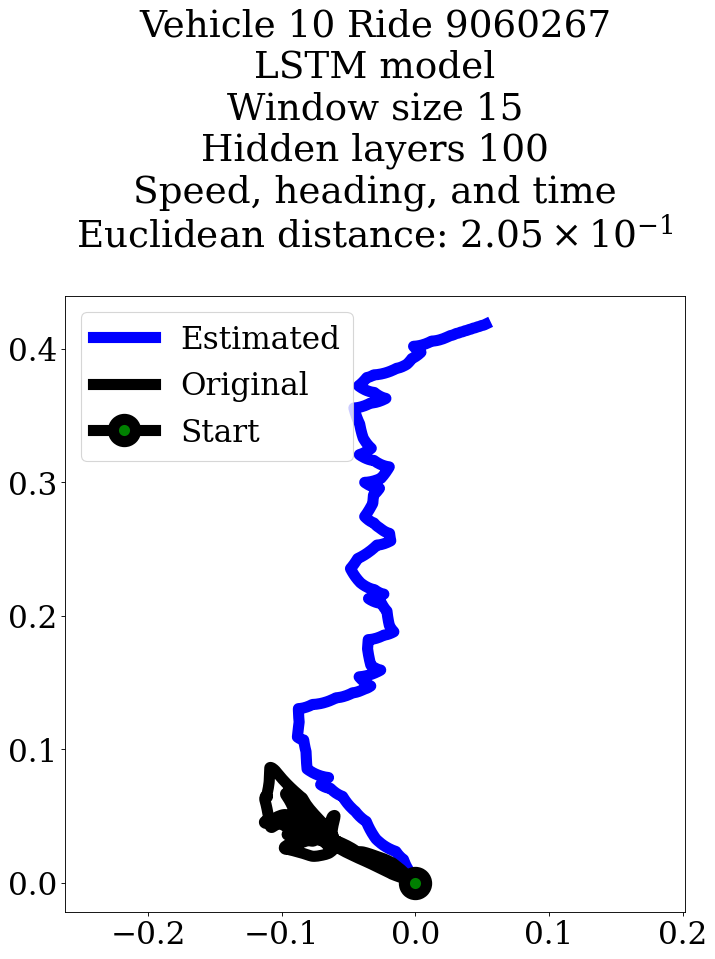 Vehicle 10 Ride 9060267
LSTM model
Window size 15
Hidden layers 100
Speed, heading, and time
Euclidean distance: 2.05 × 10⁻¹
Estimated
Original
Start
0.4
0.3
0.2
0.1
0.0
−0.2
−0.1
0.0
0.1
0.2